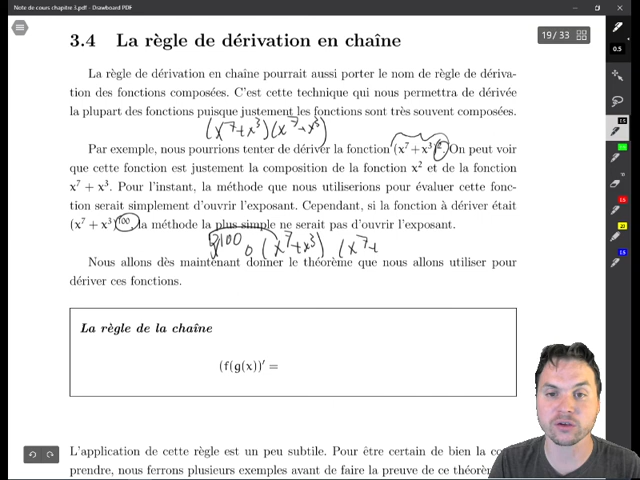 Note de cours chapitre 3.pdf - Drawboard PDF
3.4 La règle de dérivation en chaîne
19 / 33
0.5
La règle de dérivation en chaîne pourrait aussi porter le nom de règle de dériva-
tion des fonctions composées. C'est cette technique qui nous permettra de dérivée
la plupart des fonctions puisque justement les fonctions sont très souvent composées.
(x⁷+x³)(x⁷+x³)
Par exemple, nous pourrions tenter de dériver la fonction (x⁷ + x³)². On peut voir
que cette fonction est justement la composition de la fonction x² et de la fonction
x⁷ + x³. Pour l'instant, la méthode que nous utiliserions pour évaluer cette fonc-
tion serait simplement d'ouvrir l'exposant. Cependant, si la fonction à dériver était
(x⁷ + x³)¹⁰⁰, la méthode la plus simple ne serait pas d'ouvrir l'exposant.
x¹⁰⁰ o (x⁷+x³) (x⁷+
Nous allons dès maintenant donner le théorème que nous allons utiliser pour
dériver ces fonctions.
La règle de la chaîne
(f(g(x))′ =
L'application de cette règle est un peu subtile. Pour être certain de bien la
prendre, nous ferrons plusieurs exemples avant de faire la preuve de ce